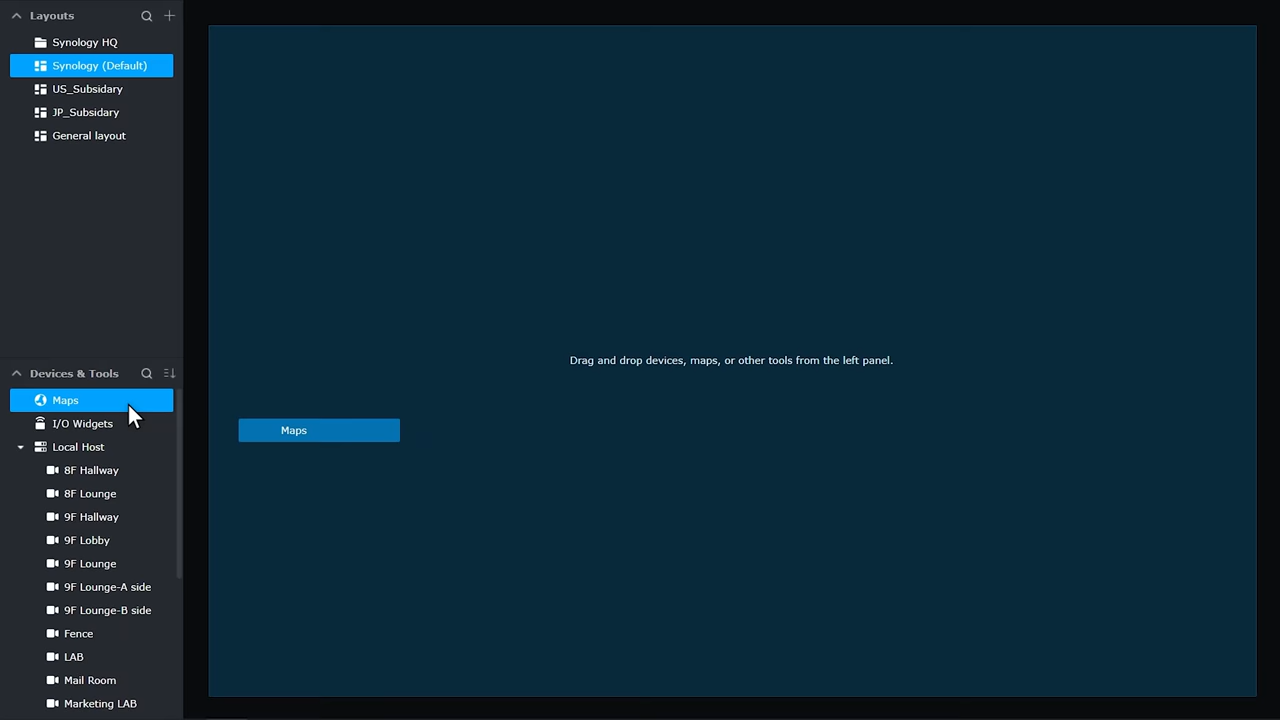 Layouts
Synology HQ
Synology (Default)
US_Subsidary
JP_Subsidary
General layout
Devices & Tools
Maps
I/O Widgets
Local Host
8F Hallway
8F Lounge
9F Hallway
9F Lobby
9F Lounge
9F Lounge-A side
9F Lounge-B side
Fence
LAB
Mail Room
Marketing LAB
Drag and drop devices, maps, or other tools from the left panel.
Maps